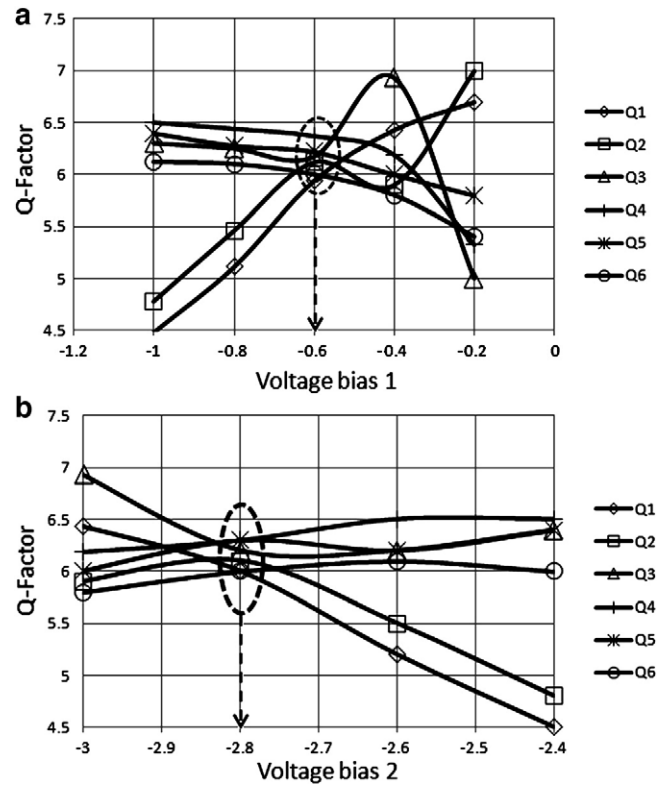 a
7.5
7
6.5
6
5.5
5
4.5
Q-Factor
-1.2 -1 -0.8 -0.6 -0.4 -0.2 0
Voltage bias 1
Q1
Q2
Q3
Q4
Q5
Q6
b
7.5
7
6.5
6
5.5
5
4.5
Q-Factor
-3 -2.9 -2.8 -2.7 -2.6 -2.5 -2.4
Voltage bias 2
Q1
Q2
Q3
Q4
Q5
Q6